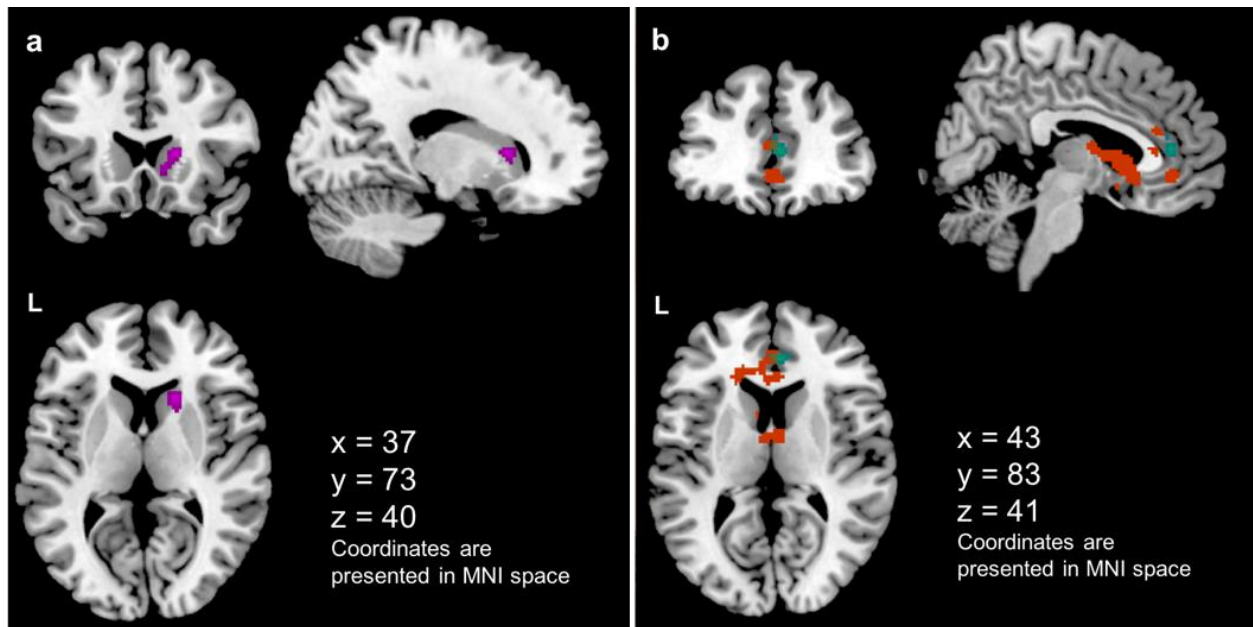 a
L
x = 37
y = 73
z = 40
Coordinates are
presented in MNI space
b
L
x = 43
y = 83
z = 41
Coordinates are
presented in MNI space